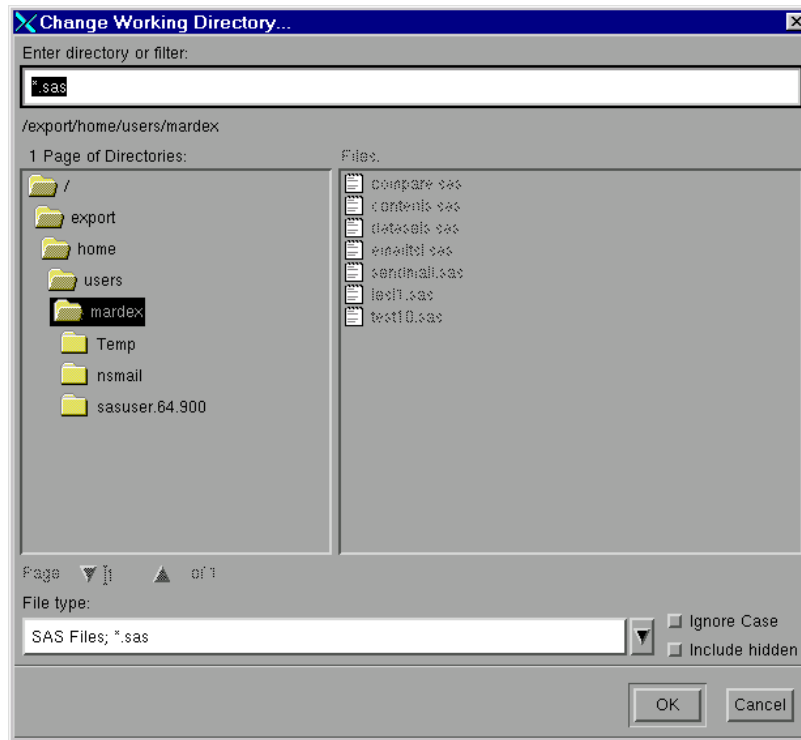 Change Working Directory...
Enter directory or filter:
*.sas
/export/home/users/mardex
1 Page of Directories:
Files:
/
export
home
users
mardex
Temp
nsmail
sasuser.64.900
compare.sas
contents.sas
datasets.sas
sendmail.sas
test1.sas
test10.sas
Page 1 of 1
File type:
SAS Files; *.sas
Ignore Case
Include hidden
OK Cancel